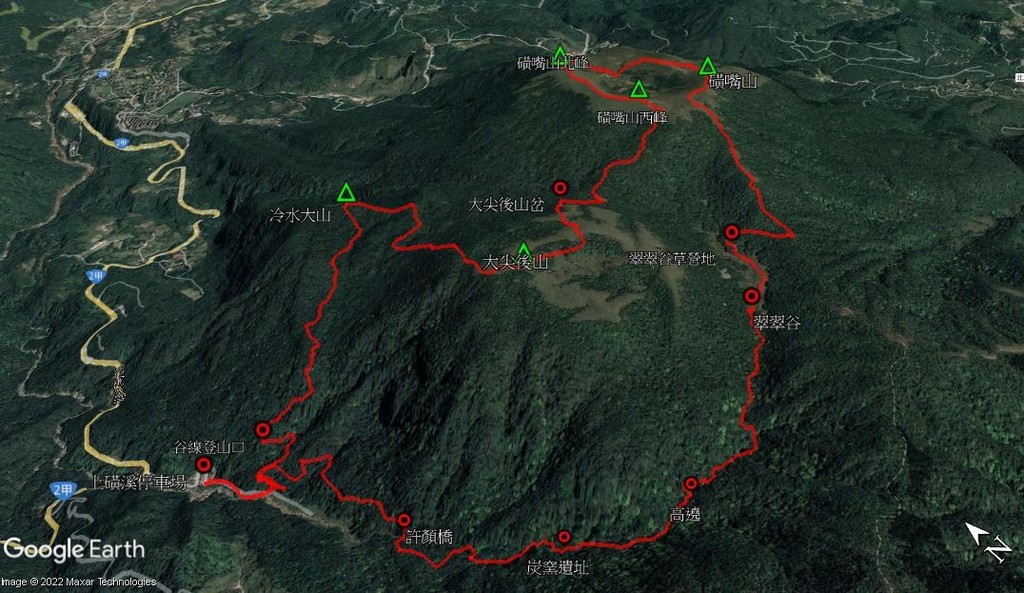 磺嘴山北峰
磺嘴山
磺嘴山西峰
大尖後山岔
冷水大山
翠翠谷草營地
大尖後山
翠翠谷
谷線登山口
上磺溪停車場
高邊
許顏橋
炭窯遺址
2甲
2甲
2甲
2甲
N
Google Earth
Image © 2022 Maxar Technologies